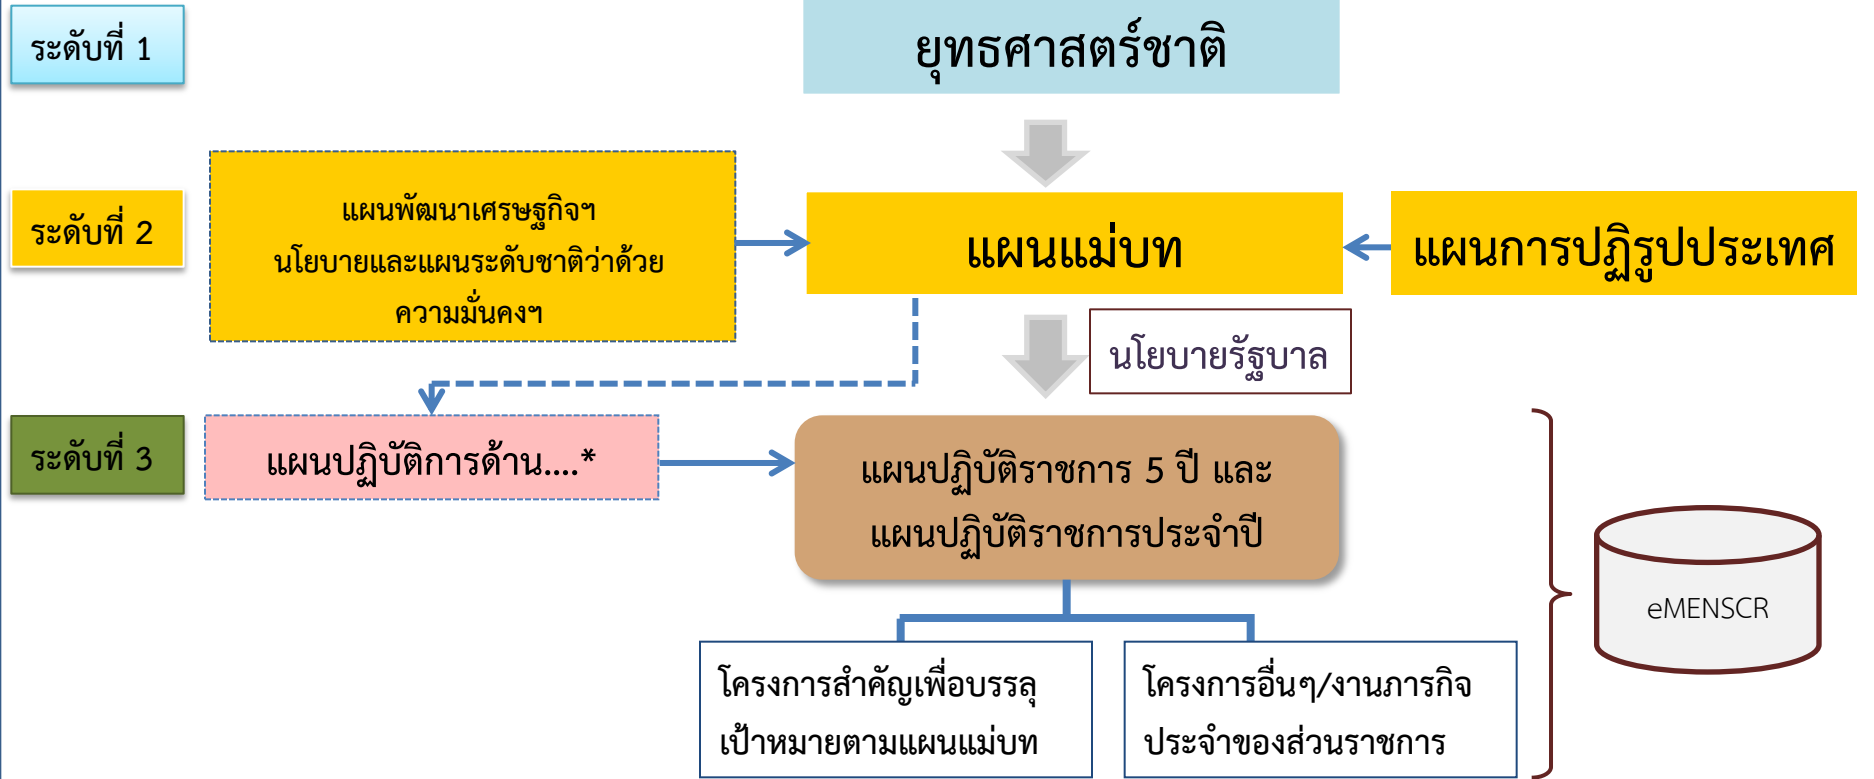 ระดับที่ 1
ยุทธศาสตร์ชาติ
ระดับที่ 2
แผนพัฒนาเศรษฐกิจฯ
นโยบายและแผนระดับชาติว่าด้วย
ความมั่นคงฯ
แผนแม่บท
แผนการปฏิรูปประเทศ
นโยบายรัฐบาล
ระดับที่ 3
แผนปฏิบัติการด้าน....*
แผนปฏิบัติราชการ 5 ปี และ
แผนปฏิบัติราชการประจำปี
eMENSCR
โครงการสำคัญเพื่อบรรลุ
เป้าหมายตามแผนแม่บท
โครงการอื่นๆ/งานภารกิจ
ประจำของส่วนราชการ